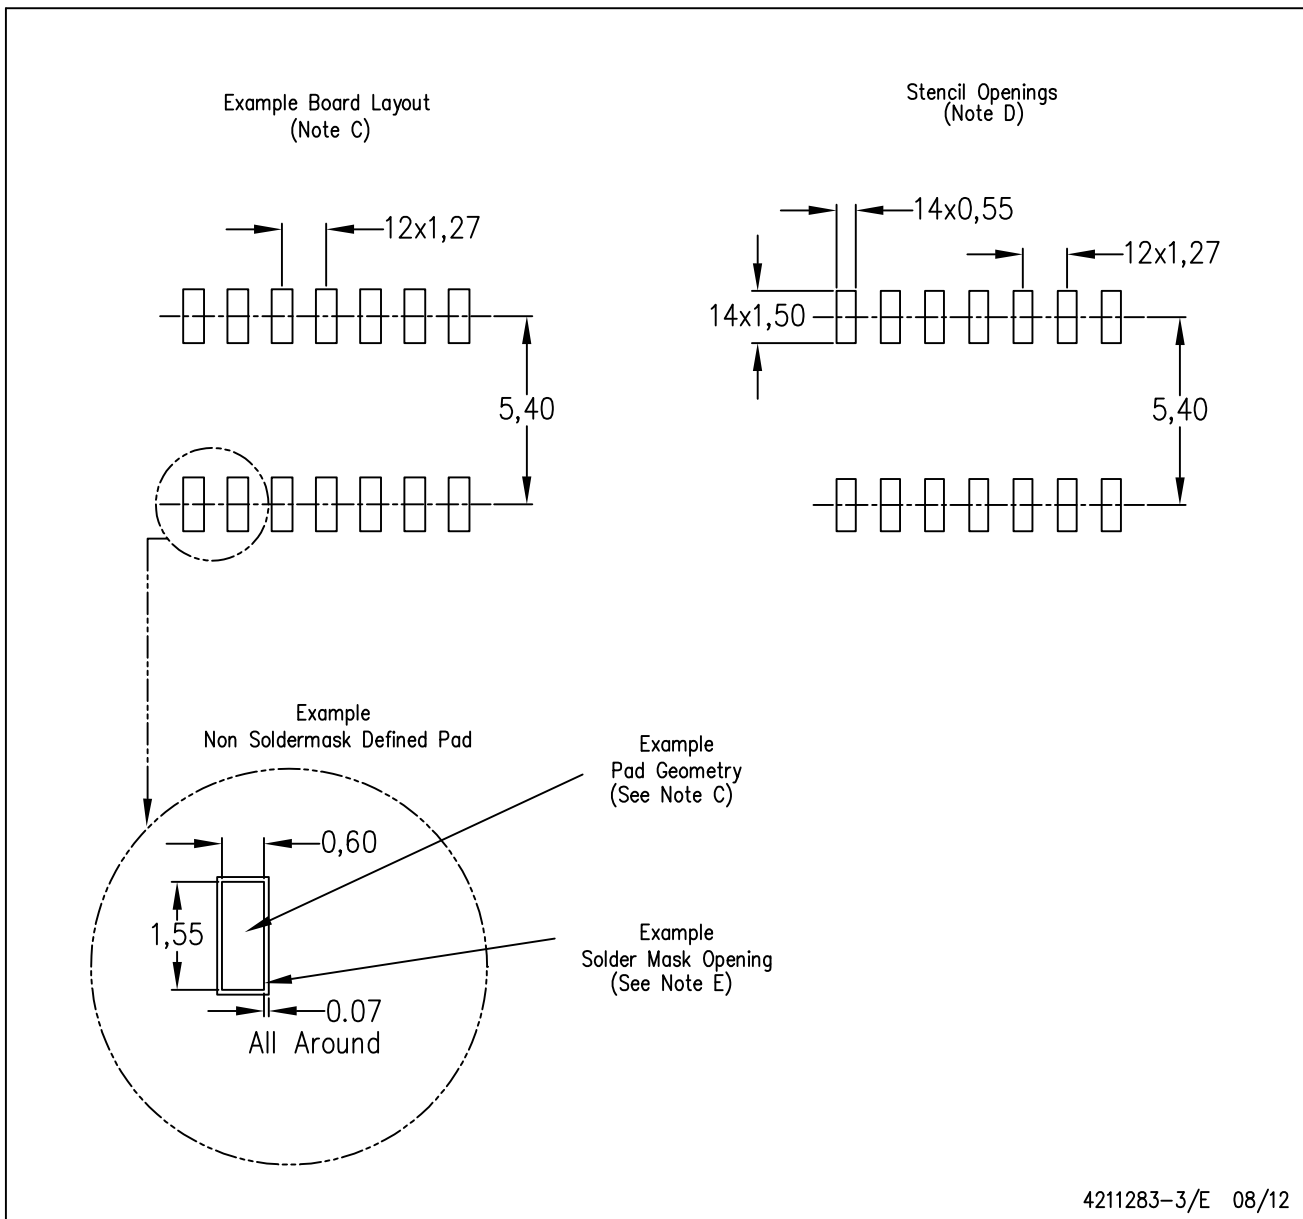 Example Board Layout
(Note C)
Stencil Openings
(Note D)
12x1,27
14x0,55
12x1,27
14x1,50
5,40
5,40
Example
Non Soldermask Defined Pad
Example
Pad Geometry
(See Note C)
0,60
1,55
Example
Solder Mask Opening
(See Note E)
0.07
All Around
4211283-3/E 08/12